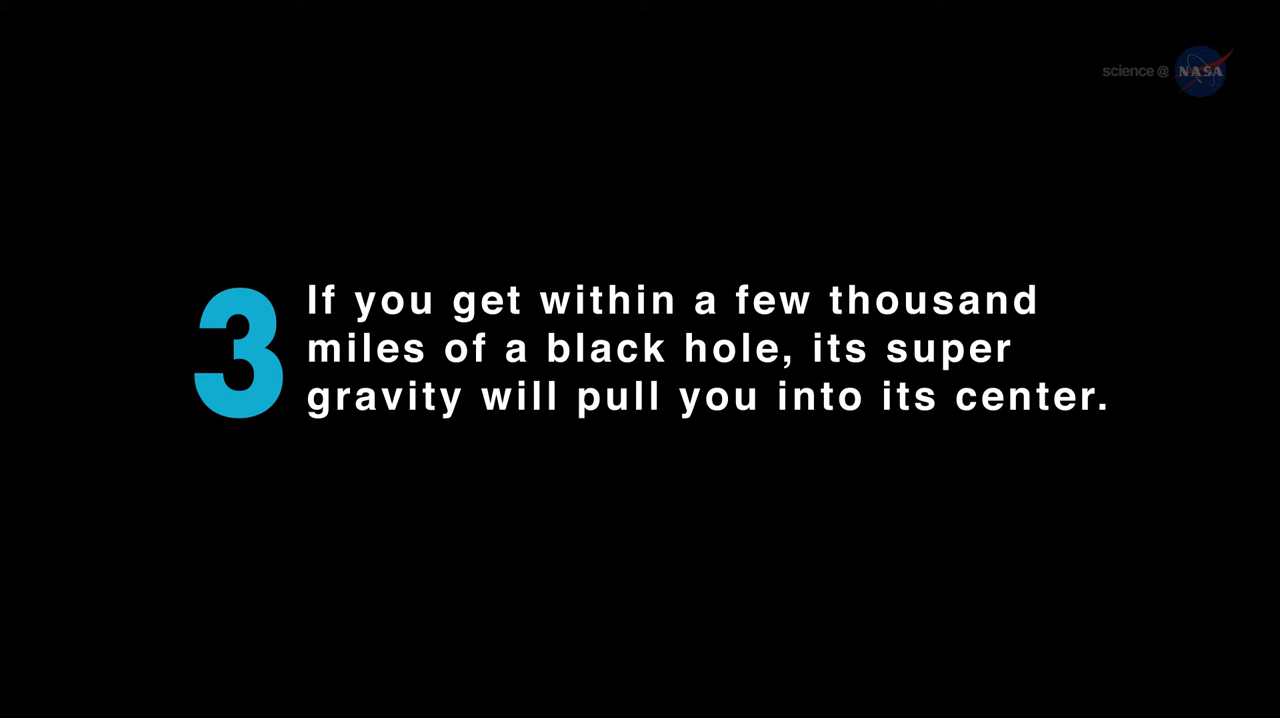 science@ NASA
3
If you get within a few thousand
miles of a black hole, its super
gravity will pull you into its center.